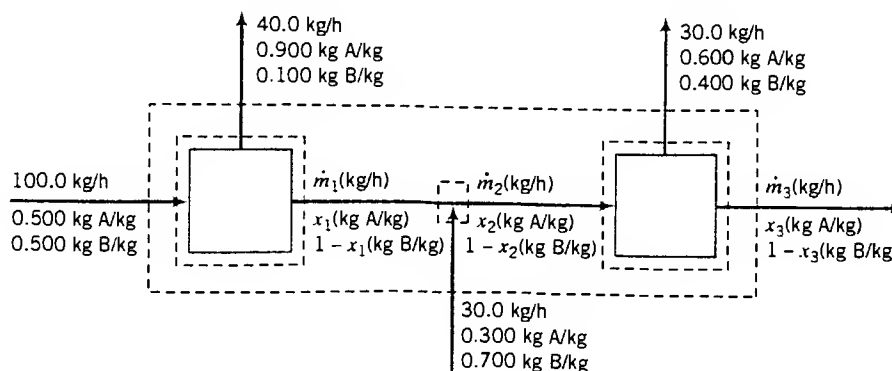 40.0 kg/h
0.900 kg A/kg
0.100 kg B/kg
30.0 kg/h
0.600 kg A/kg
0.400 kg B/kg
100.0 kg/h
0.500 kg A/kg
0.500 kg B/kg
ṁ1(kg/h)
x1(kg A/kg)
1 − x1(kg B/kg)
ṁ2(kg/h)
x2(kg A/kg)
1 − x2(kg B/kg)
ṁ3(kg/h)
x3(kg A/kg)
1 − x3(kg B/kg)
30.0 kg/h
0.300 kg A/kg
0.700 kg B/kg